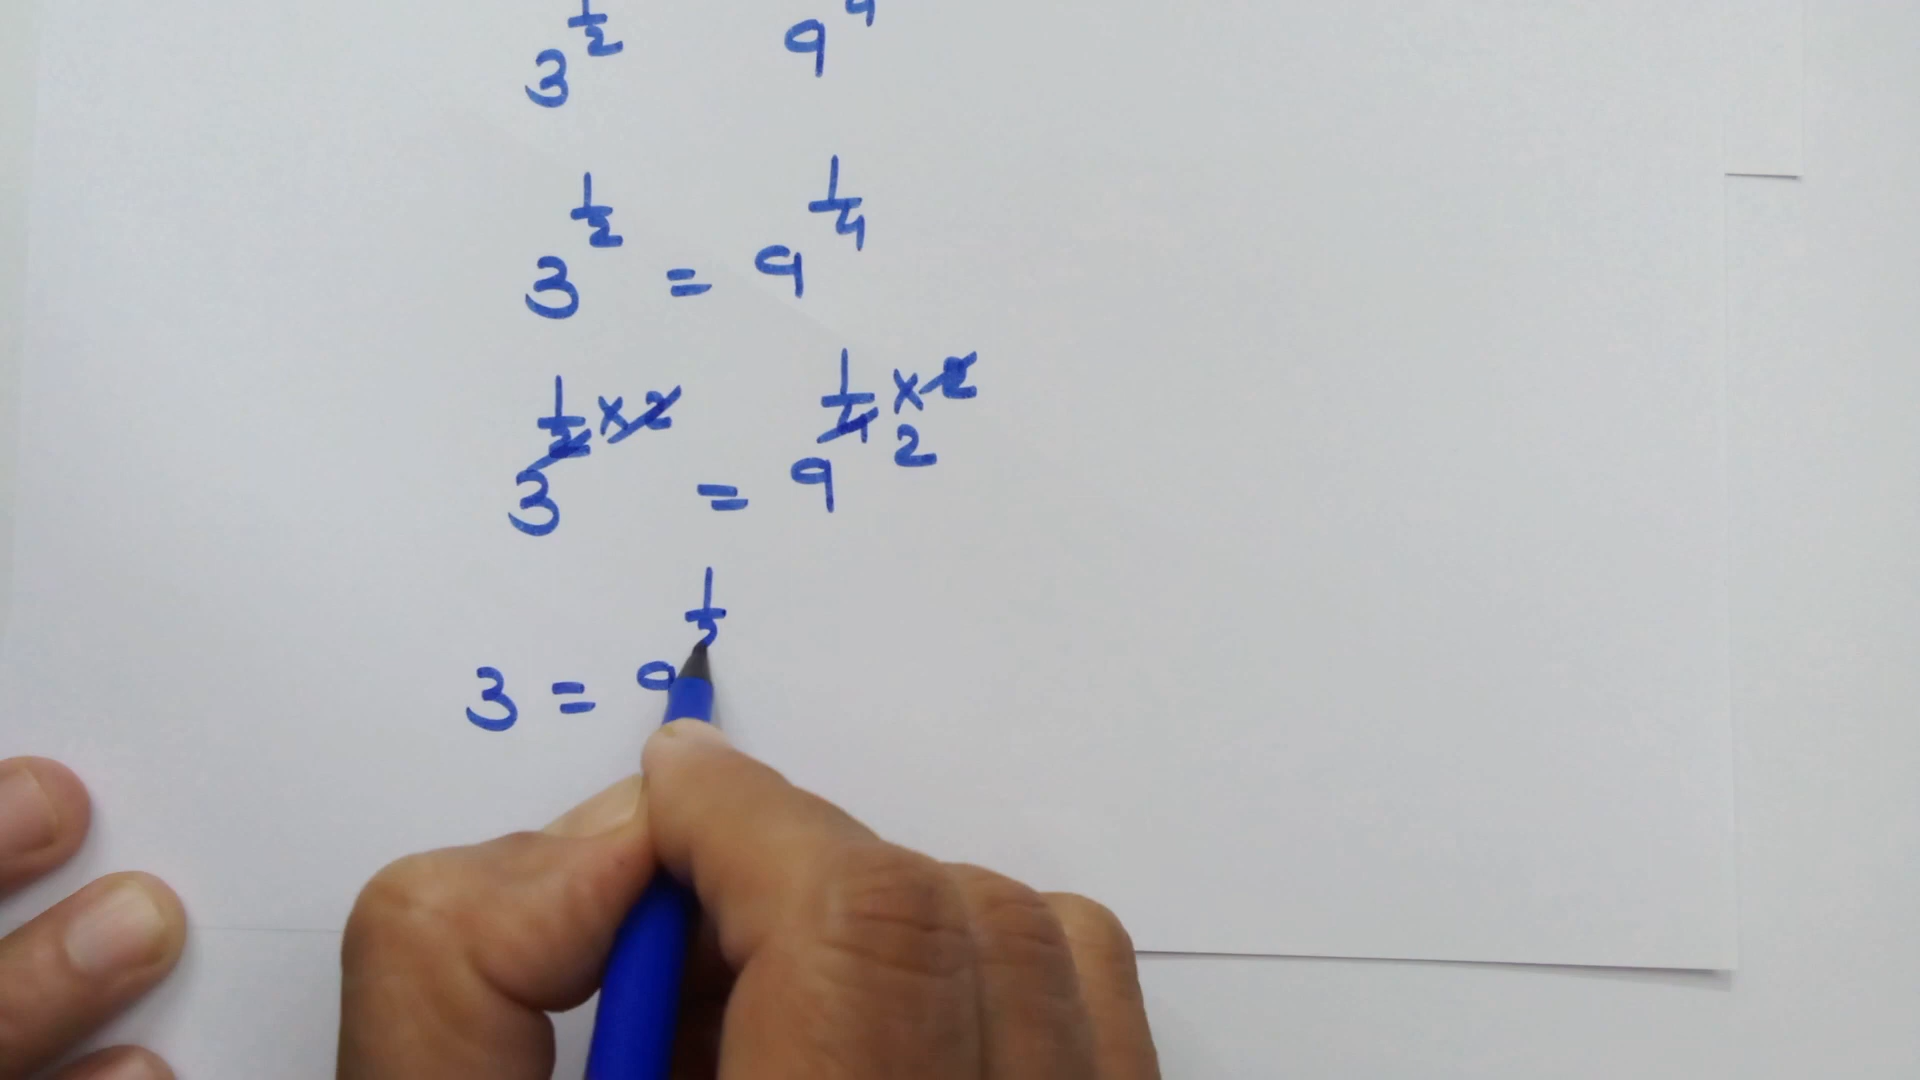 3^{1/2} 9^{4}
3^{1/2} = 9^{1/4}
3^{1/2 × 2} = 9^{1/4 × 2} 2
3 = 9^{1/2}